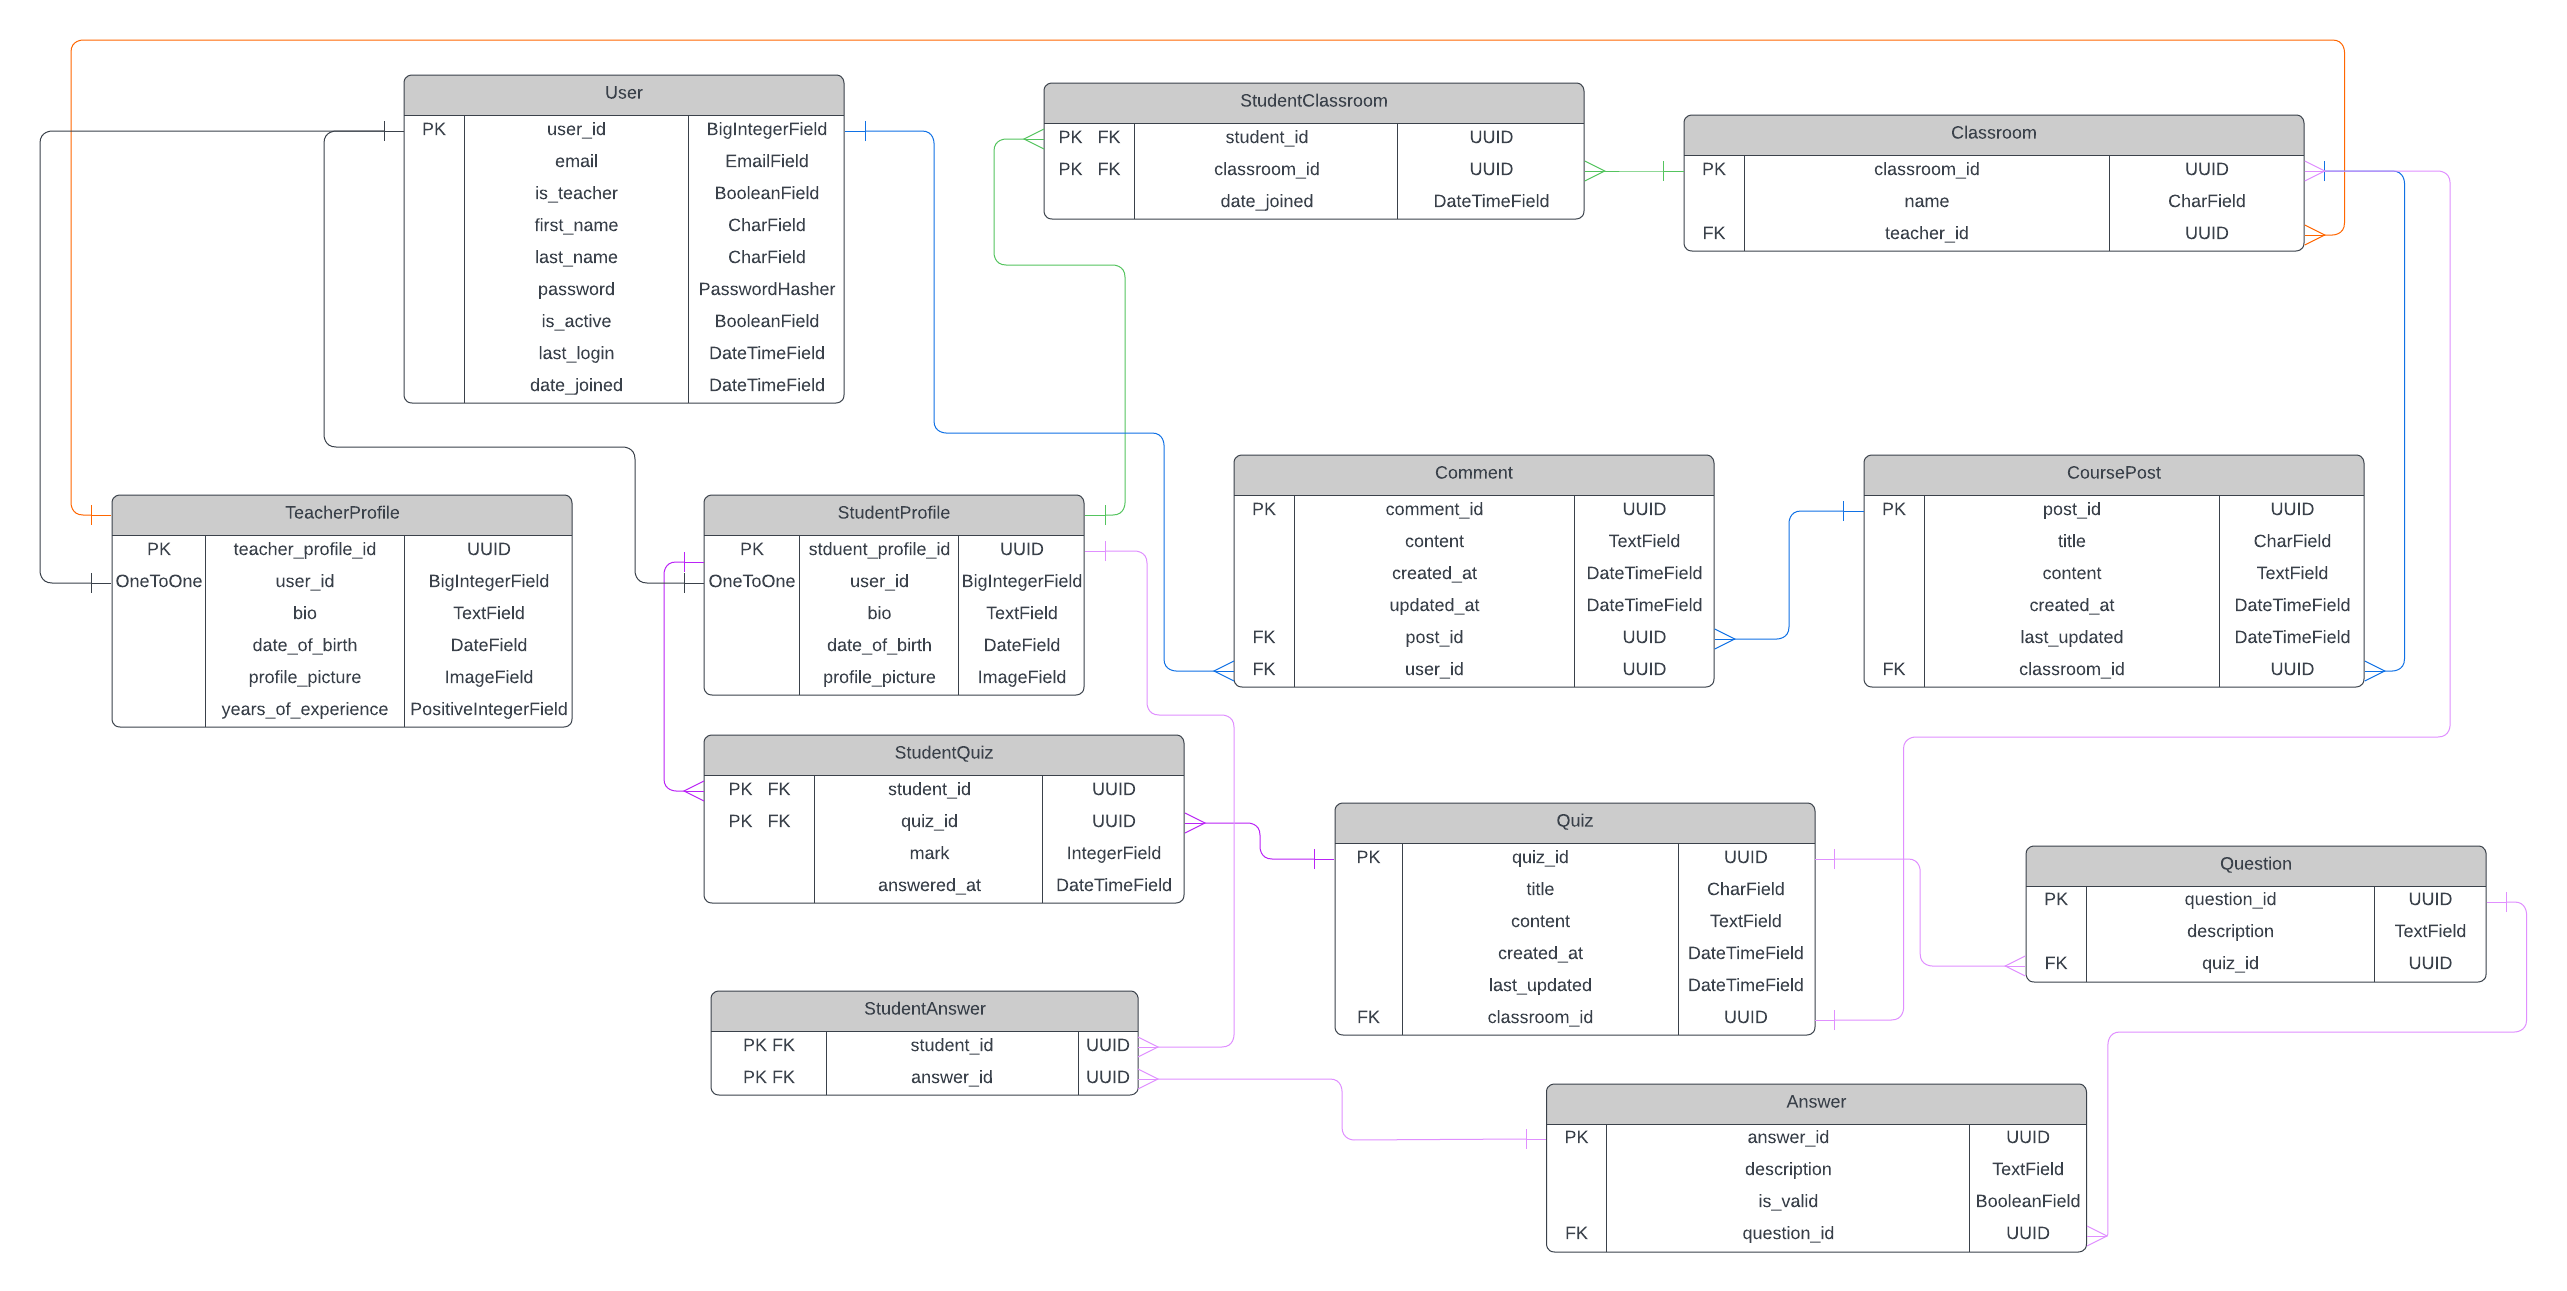 User
PK user_id BigIntegerField
email EmailField
is_teacher BooleanField
first_name CharField
last_name CharField
password PasswordHasher
is_active BooleanField
last_login DateTimeField
date_joined DateTimeField
StudentClassroom
PK FK student_id UUID
PK FK classroom_id UUID
date_joined DateTimeField
Classroom
PK classroom_id UUID
name CharField
FK teacher_id UUID
TeacherProfile
PK teacher_profile_id UUID
OneToOne user_id BigIntegerField
bio TextField
date_of_birth DateField
profile_picture ImageField
years_of_experience PositiveIntegerField
StudentProfile
PK stduent_profile_id UUID
OneToOne user_id BigIntegerField
bio TextField
date_of_birth DateField
profile_picture ImageField
Comment
PK comment_id UUID
content TextField
created_at DateTimeField
updated_at DateTimeField
FK post_id UUID
FK user_id UUID
CoursePost
PK post_id UUID
title CharField
content TextField
created_at DateTimeField
last_updated DateTimeField
FK classroom_id UUID
StudentQuiz
PK FK student_id UUID
PK FK quiz_id UUID
mark IntegerField
answered_at DateTimeField
Quiz
PK quiz_id UUID
title CharField
content TextField
created_at DateTimeField
last_updated DateTimeField
FK classroom_id UUID
Question
PK question_id UUID
description TextField
FK quiz_id UUID
StudentAnswer
PK FK student_id UUID
PK FK answer_id UUID
Answer
PK answer_id UUID
description TextField
is_valid BooleanField
FK question_id UUID